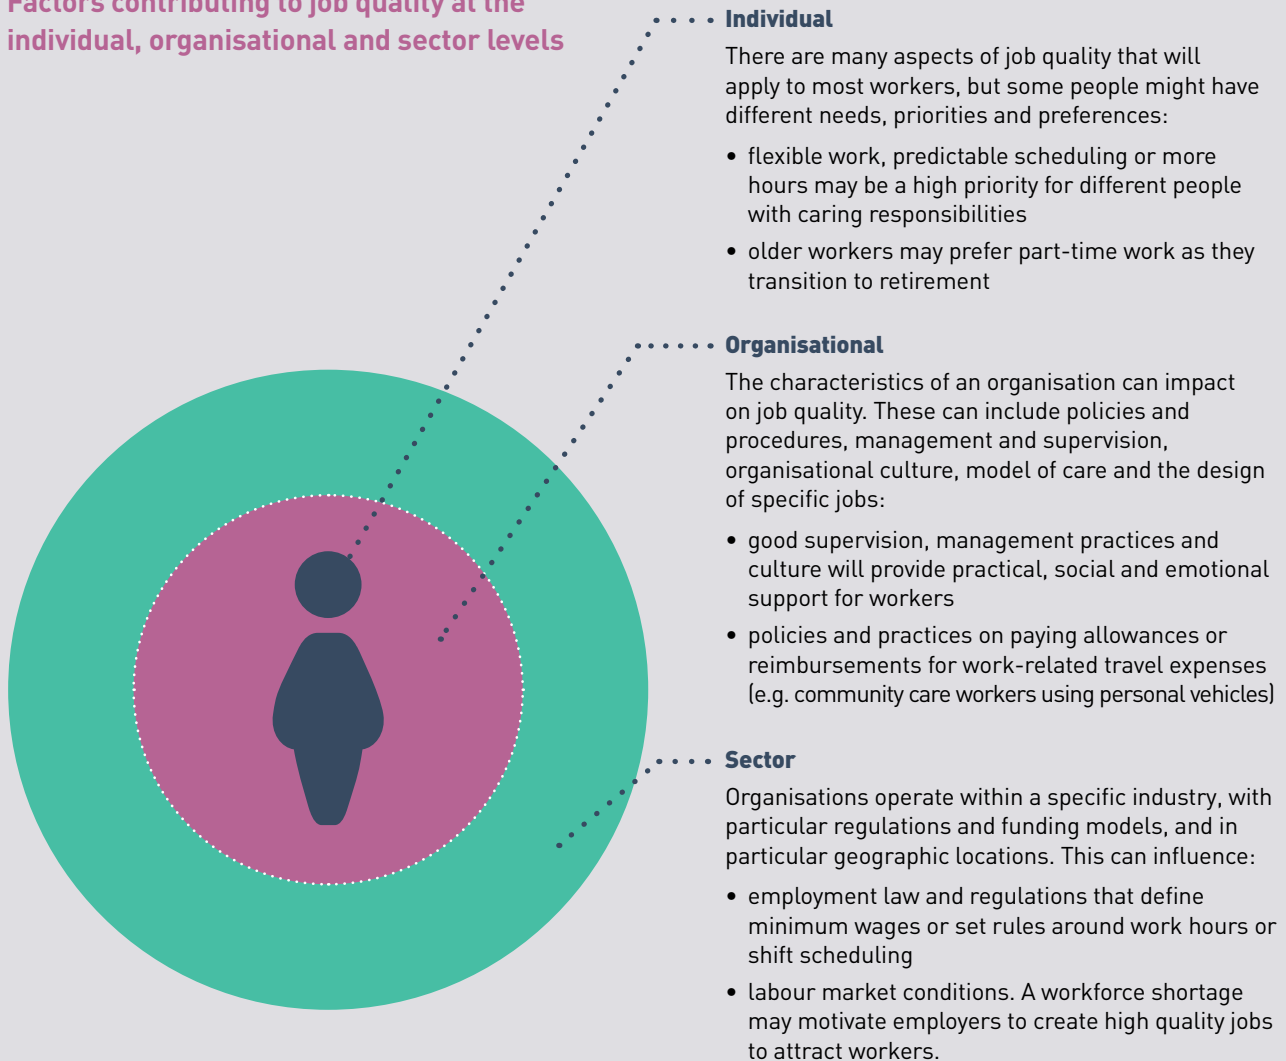 Factors contributing to job quality at the
individual, organisational and sector levels
Individual
There are many aspects of job quality that will
apply to most workers, but some people might have
different needs, priorities and preferences:
• flexible work, predictable scheduling or more
hours may be a high priority for different people
with caring responsibilities
• older workers may prefer part-time work as they
transition to retirement
Organisational
The characteristics of an organisation can impact
on job quality. These can include policies and
procedures, management and supervision,
organisational culture, model of care and the design
of specific jobs:
• good supervision, management practices and
culture will provide practical, social and emotional
support for workers
• policies and practices on paying allowances or
reimbursements for work-related travel expenses
(e.g. community care workers using personal vehicles)
Sector
Organisations operate within a specific industry, with
particular regulations and funding models, and in
particular geographic locations. This can influence:
• employment law and regulations that define
minimum wages or set rules around work hours or
shift scheduling
• labour market conditions. A workforce shortage
may motivate employers to create high quality jobs
to attract workers.